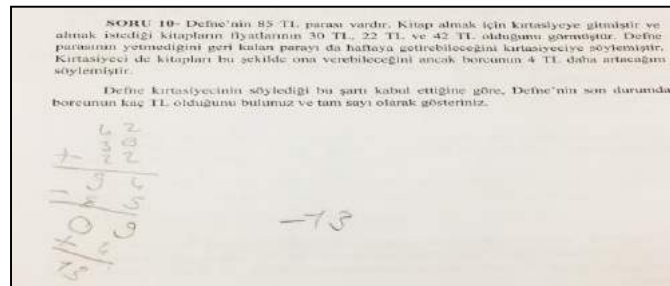 SORU 10- Defne'nin 85 TL parası vardır. Kitap almak için kırtasiyeye gitmiştir ve
almak istediği kitapların fiyatlarının 30 TL, 22 TL ve 42 TL olduğunu görmüştür. Defne
parasının yetmediğini geri kalan parayı da haftaya getirebileceğini kırtasiyeciye söylemiştir.
Kırtasiyeci de kitapları bu şekilde ona verebileceğini ancak borcunun 4 TL daha artacağını
söylemiştir.
Defne kırtasiyecinin söylediği bu şartı kabul ettiğine göre, Defne'nin son durumda
borcunun kaç TL olduğunu bulunuz ve tam sayı olarak gösteriniz.
42
30
+ 22
-13